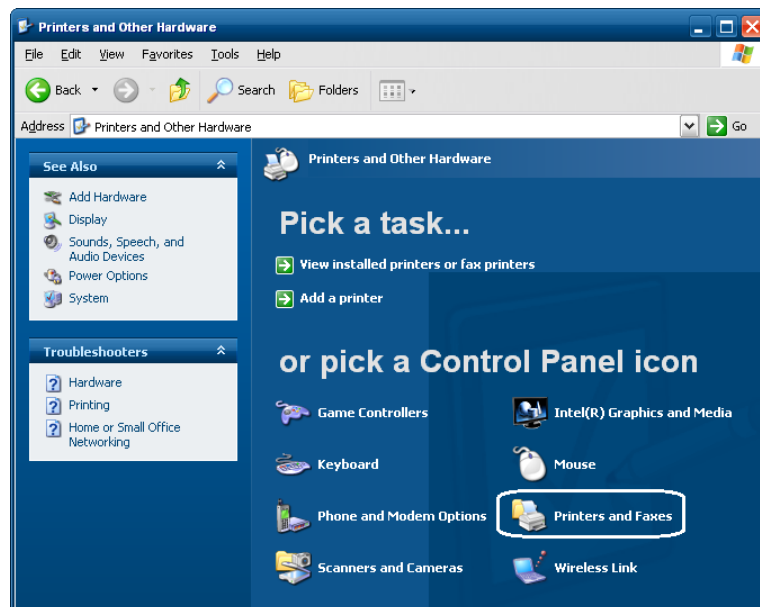 Printers and Other Hardware
File Edit View Favorites Tools Help
Back Search Folders
Address Printers and Other Hardware Go
See Also
Add Hardware
Display
Sounds, Speech, and
Audio Devices
Power Options
System
Troubleshooters
Hardware
Printing
Home or Small Office
Networking
Printers and Other Hardware
Pick a task...
View installed printers or fax printers
Add a printer
or pick a Control Panel icon
Game Controllers Intel(R) Graphics and Media
Keyboard Mouse
Phone and Modem Options Printers and Faxes
Scanners and Cameras Wireless Link